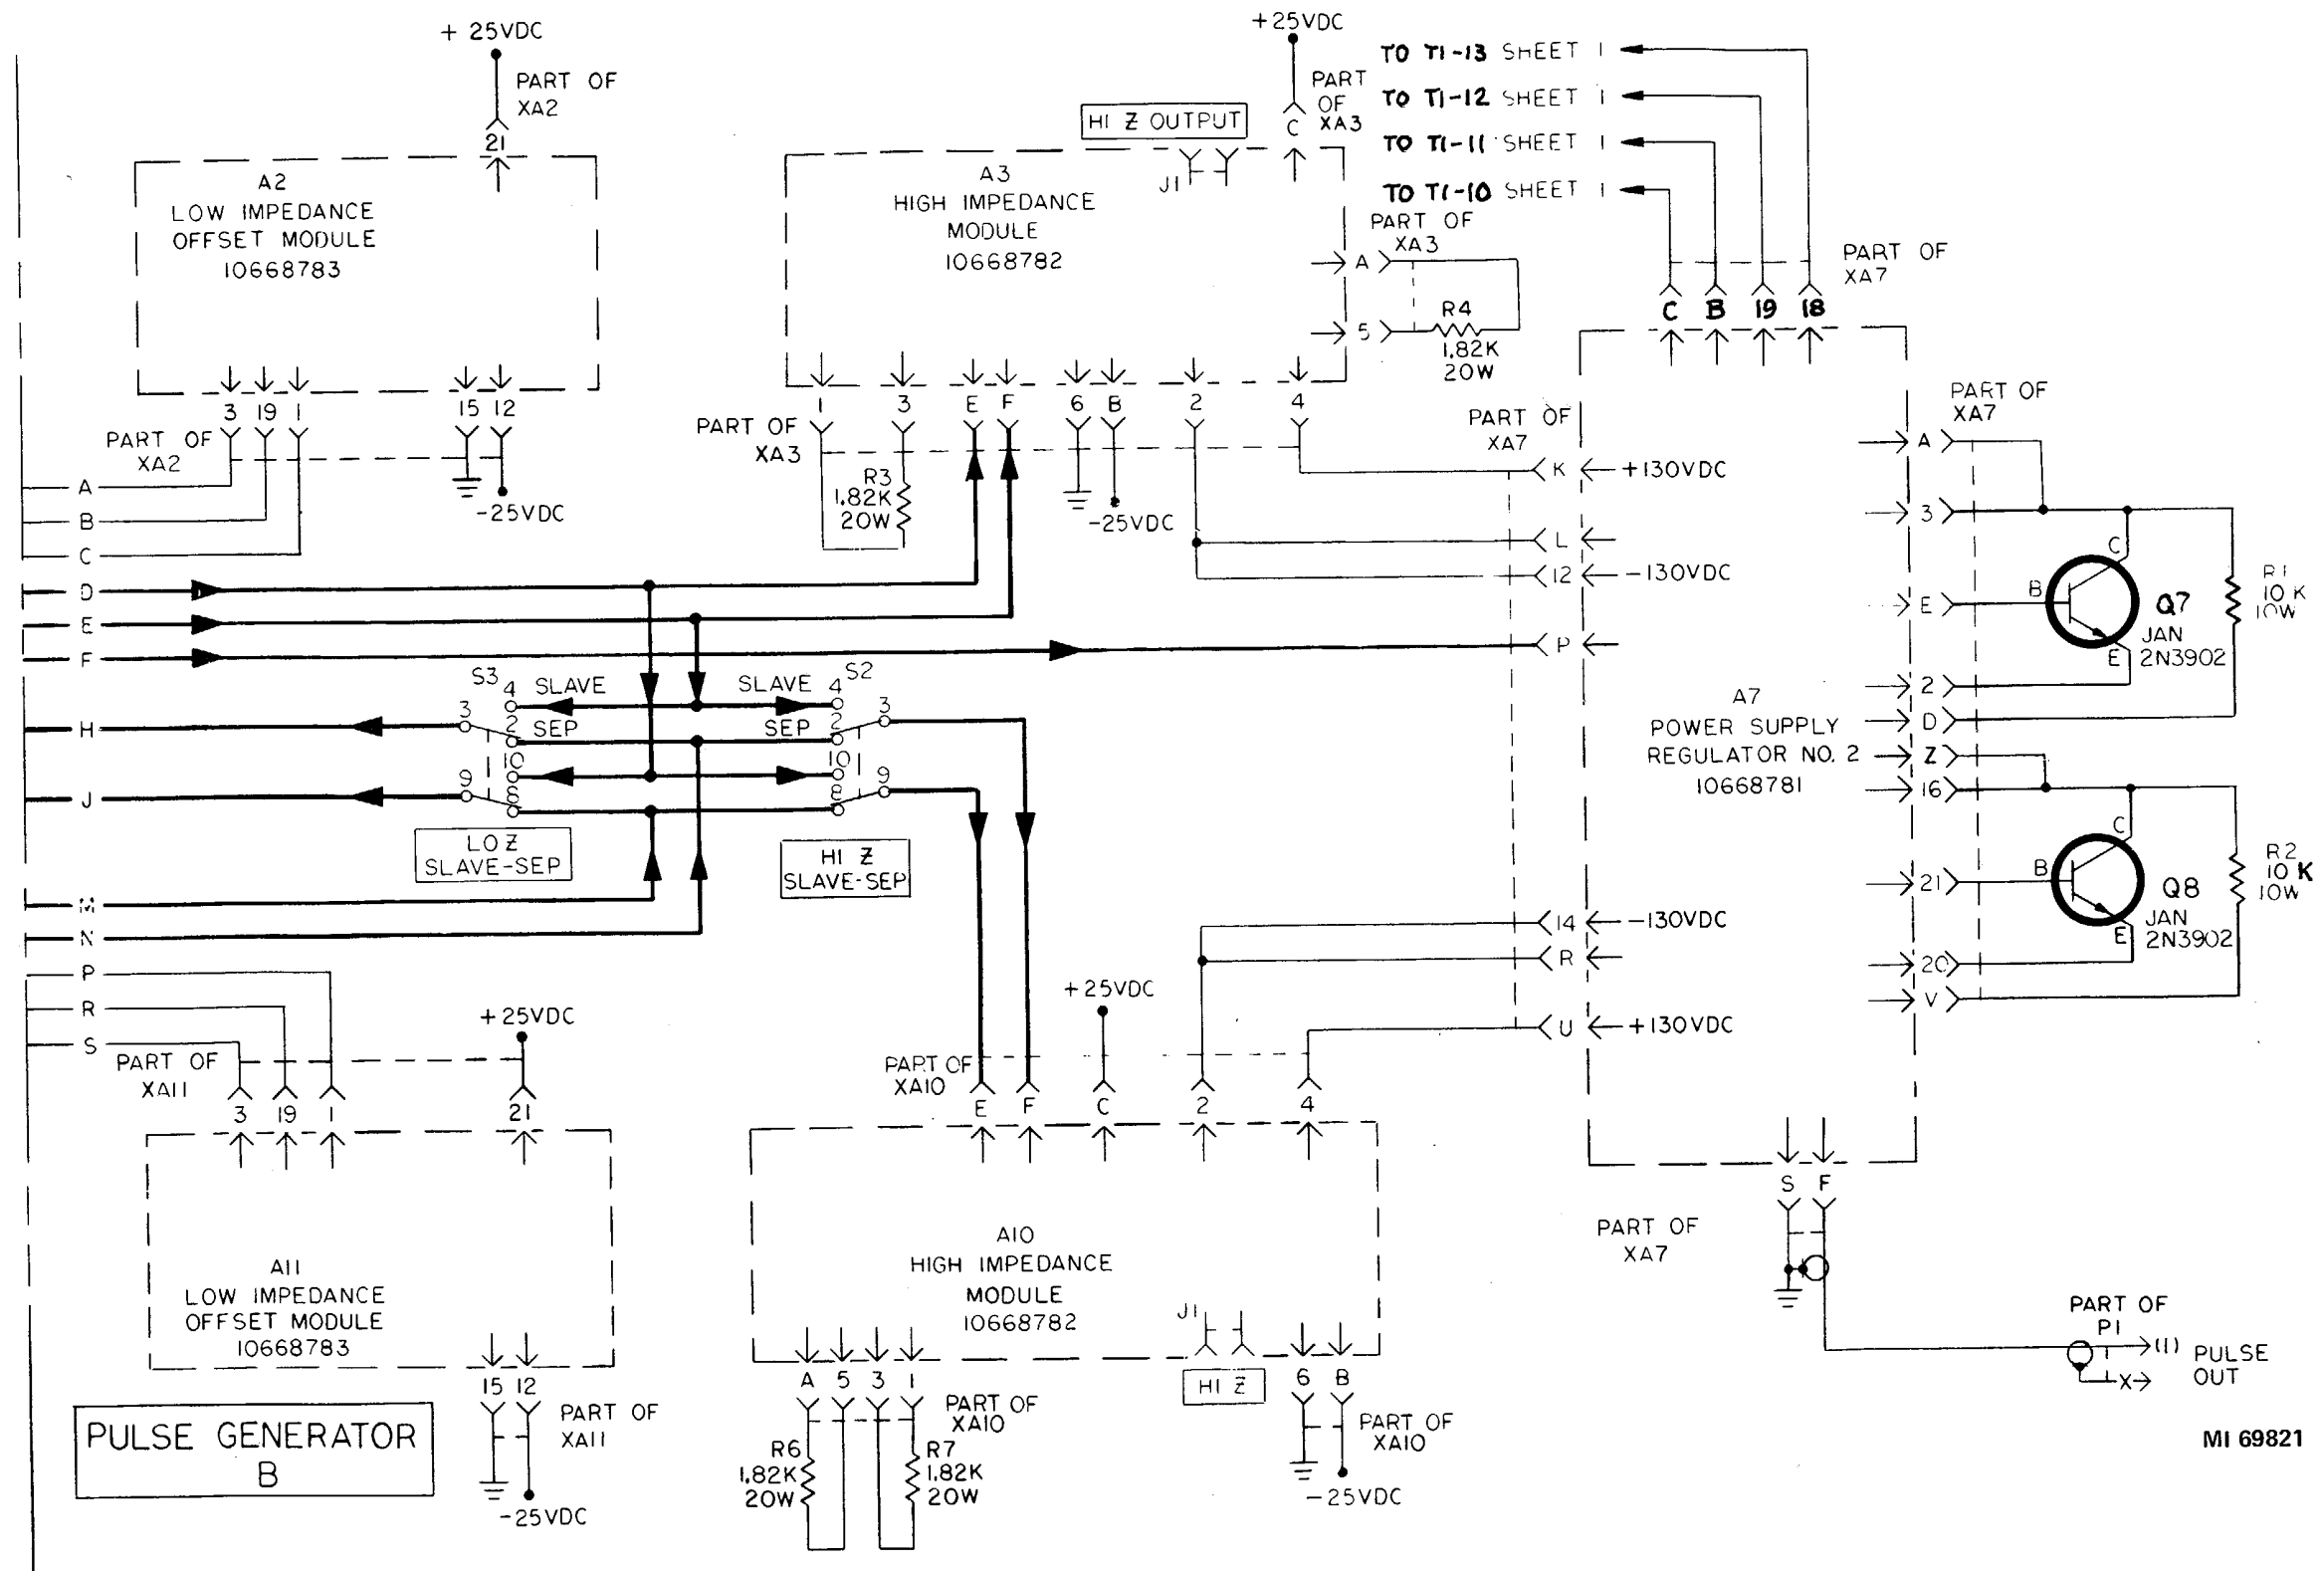 + 25VDC
PART OF
XA2
21
A2
LOW IMPEDANCE
OFFSET MODULE
10668783
3 19 1 15 12
PART OF
XA2
-25VDC
A
B
C
D
E
F
H
J
M
N
P
R
S
+25VDC
PART
OF
XA3
C
HI Z OUTPUT
J1
A3
HIGH IMPEDANCE
MODULE
10668782
PART OF
XA3
A
5
R4
1.82K
20W
1 3 E F 6 B 2 4
PART OF
XA3
R3
1.82K
20W
-25VDC
TO T1-13 SHEET 1
TO T1-12 SHEET 1
TO T1-11 SHEET 1
TO T1-10 SHEET 1
PART OF
XA7
C B 19 18
PART OF
XA7
K +130VDC
L
12 -130VDC
P
A7
POWER SUPPLY
REGULATOR NO. 2
10668781
14 -130VDC
R
U +130VDC
PART OF
XA7
A
3
E
2
D
Z
16
21
20
V
C
B
E
Q7
JAN
2N3902
R1
10 K
10W
C
B
E
Q8
JAN
2N3902
R2
10 K
10W
S3
4 SLAVE
3
2 SEP
10
9
8
SLAVE 4
S2
SEP 2
3
10
9
8
LO Z
SLAVE-SEP
HI Z
SLAVE-SEP
PART OF
XA11
+25VDC
3 19 1 21
A11
LOW IMPEDANCE
OFFSET MODULE
10668783
15 12
PART OF
XA11
-25VDC
PULSE GENERATOR
B
+25VDC
PART OF
XA10
E F C 2 4
A10
HIGH IMPEDANCE
MODULE
10668782
J1
HI Z
A 5 3 1
PART OF
XA10
R6
1.82K
20W
R7
1.82K
20W
6 B
PART OF
XA10
-25VDC
S F
PART OF
XA7
PART OF
P1
(1)
X
PULSE
OUT
MI 69821